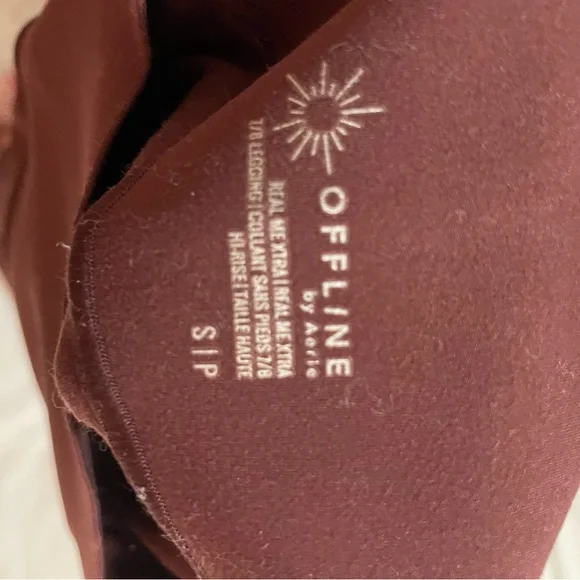 OFFLINE
by Aerie
REAL ME XTRA | REAL ME XTRA
7/8 LEGGING | COLLANT SANS PIEDS 7/8
HI-RISE | TAILLE HAUTE
S | P